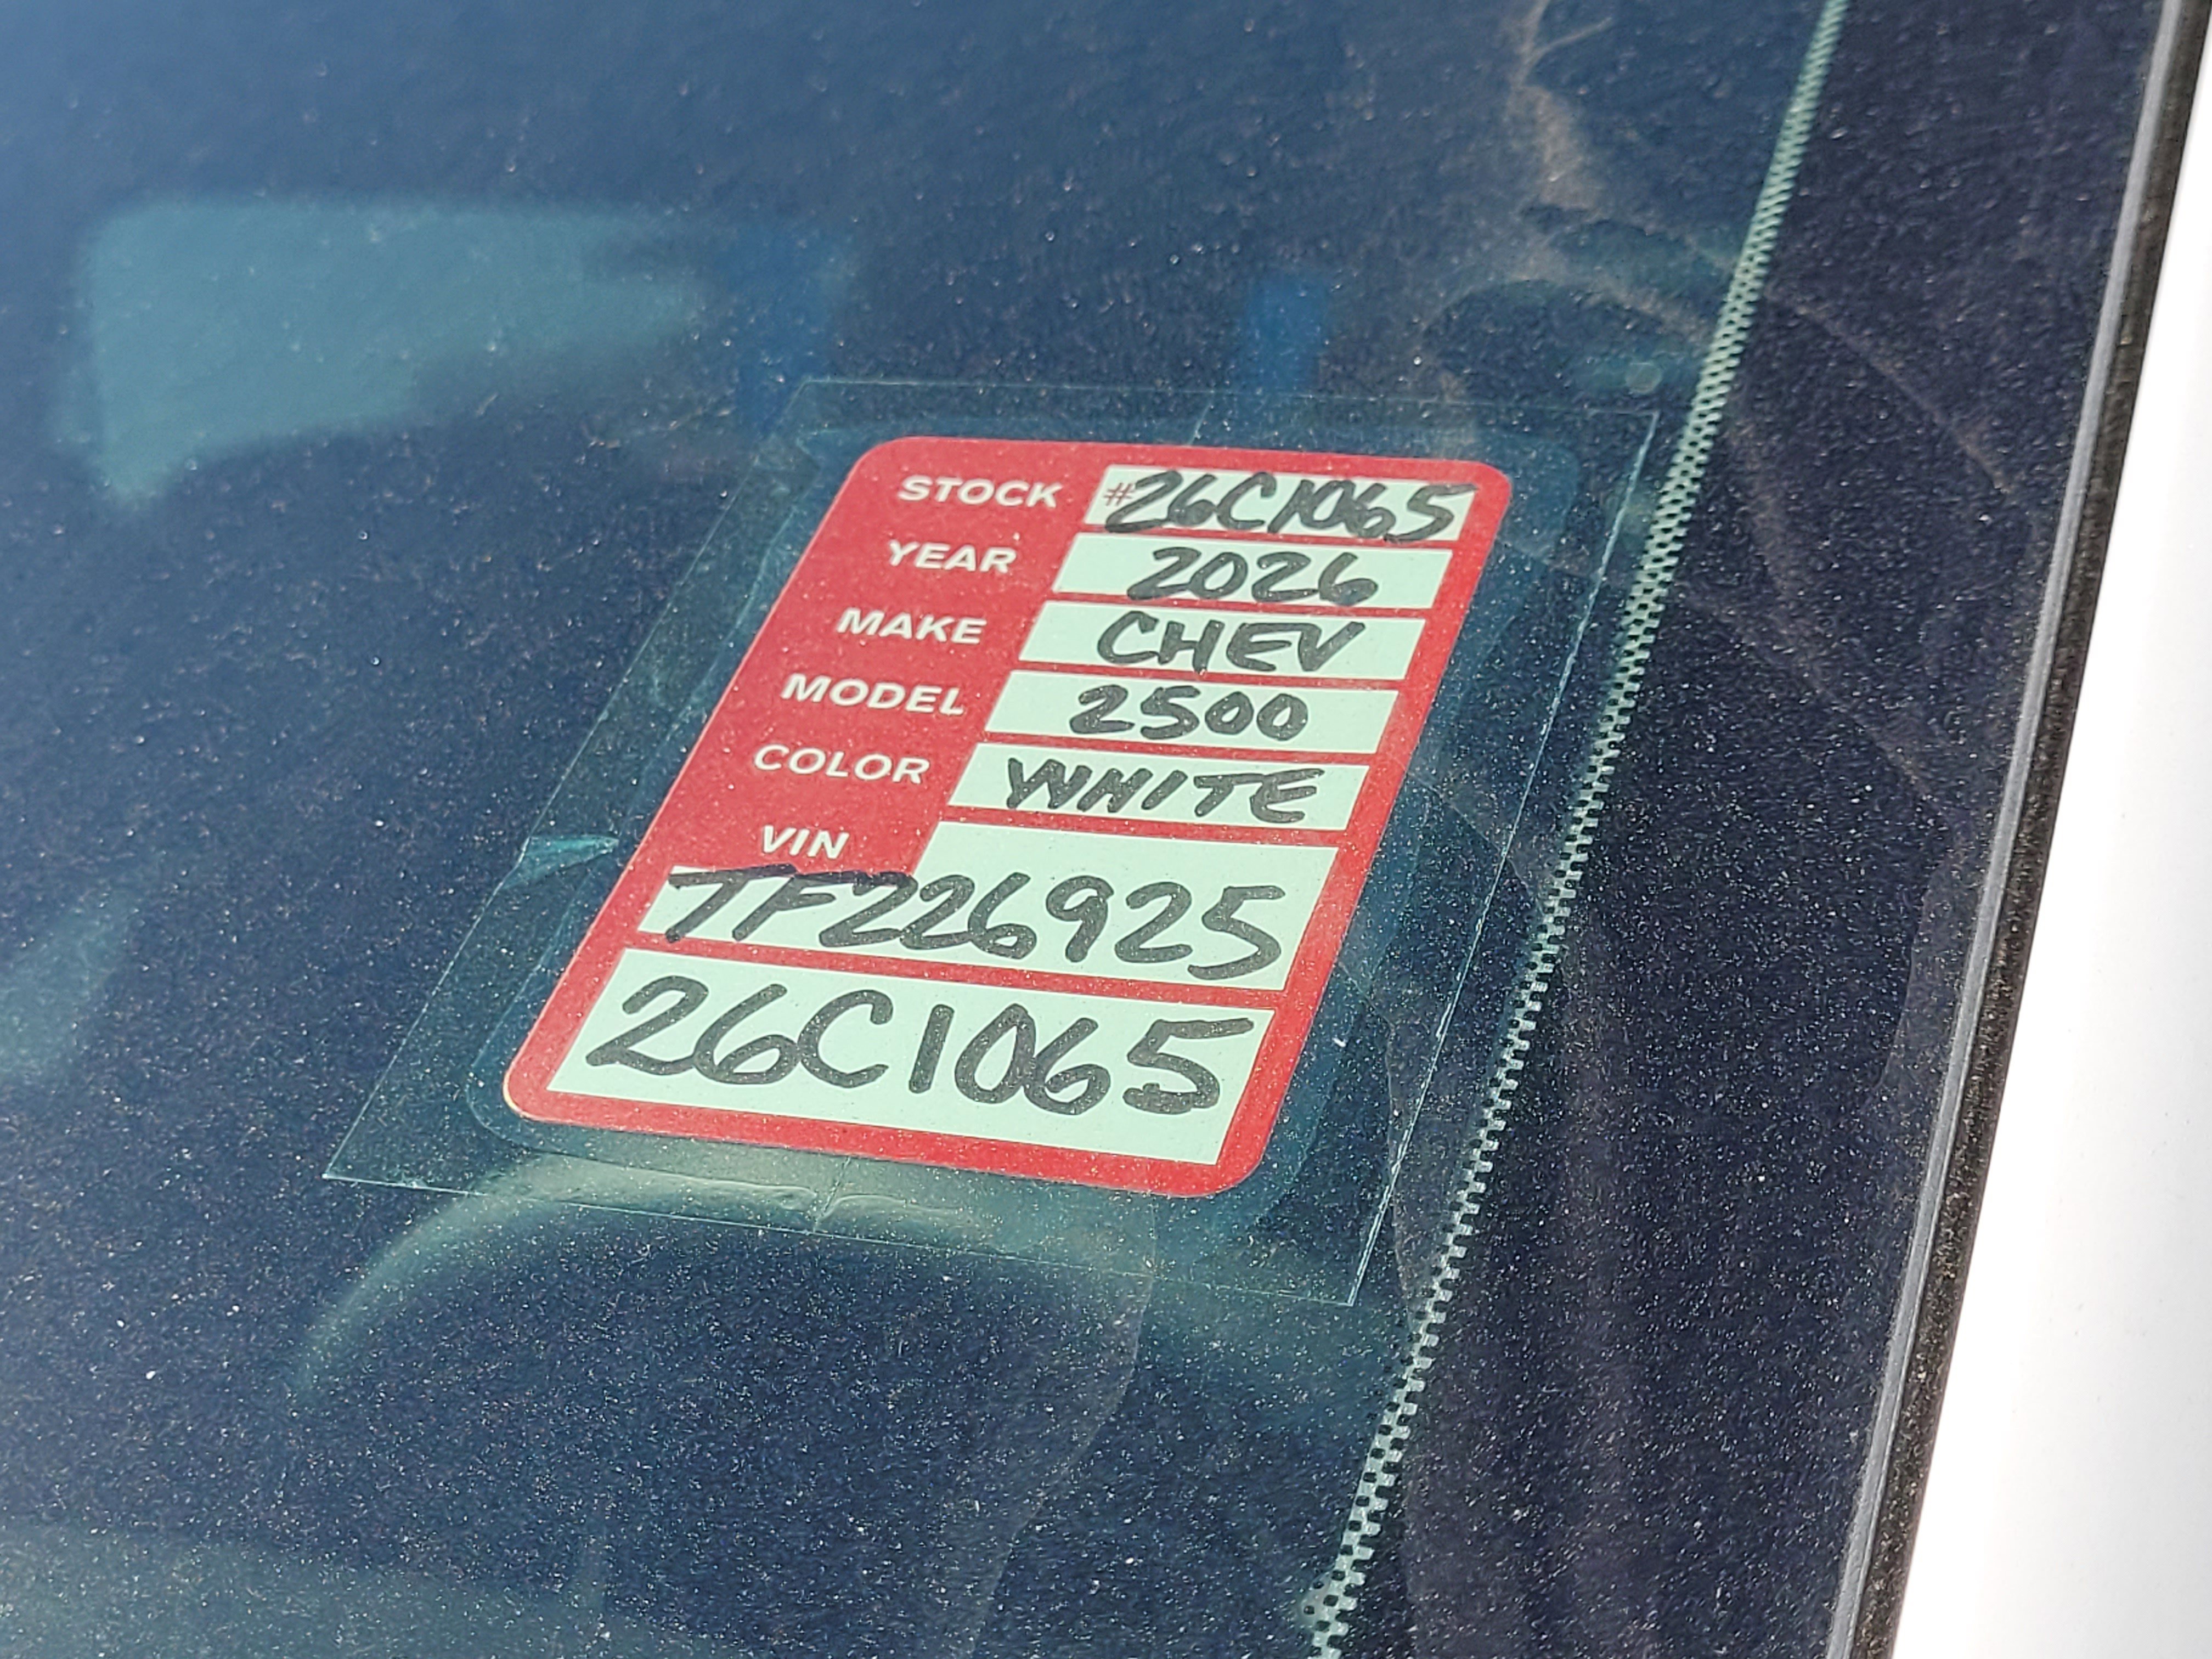 STOCK #26C1065
YEAR 2026
MAKE CHEV
MODEL 2500
COLOR WHITE
VIN
TF226925
26C1065